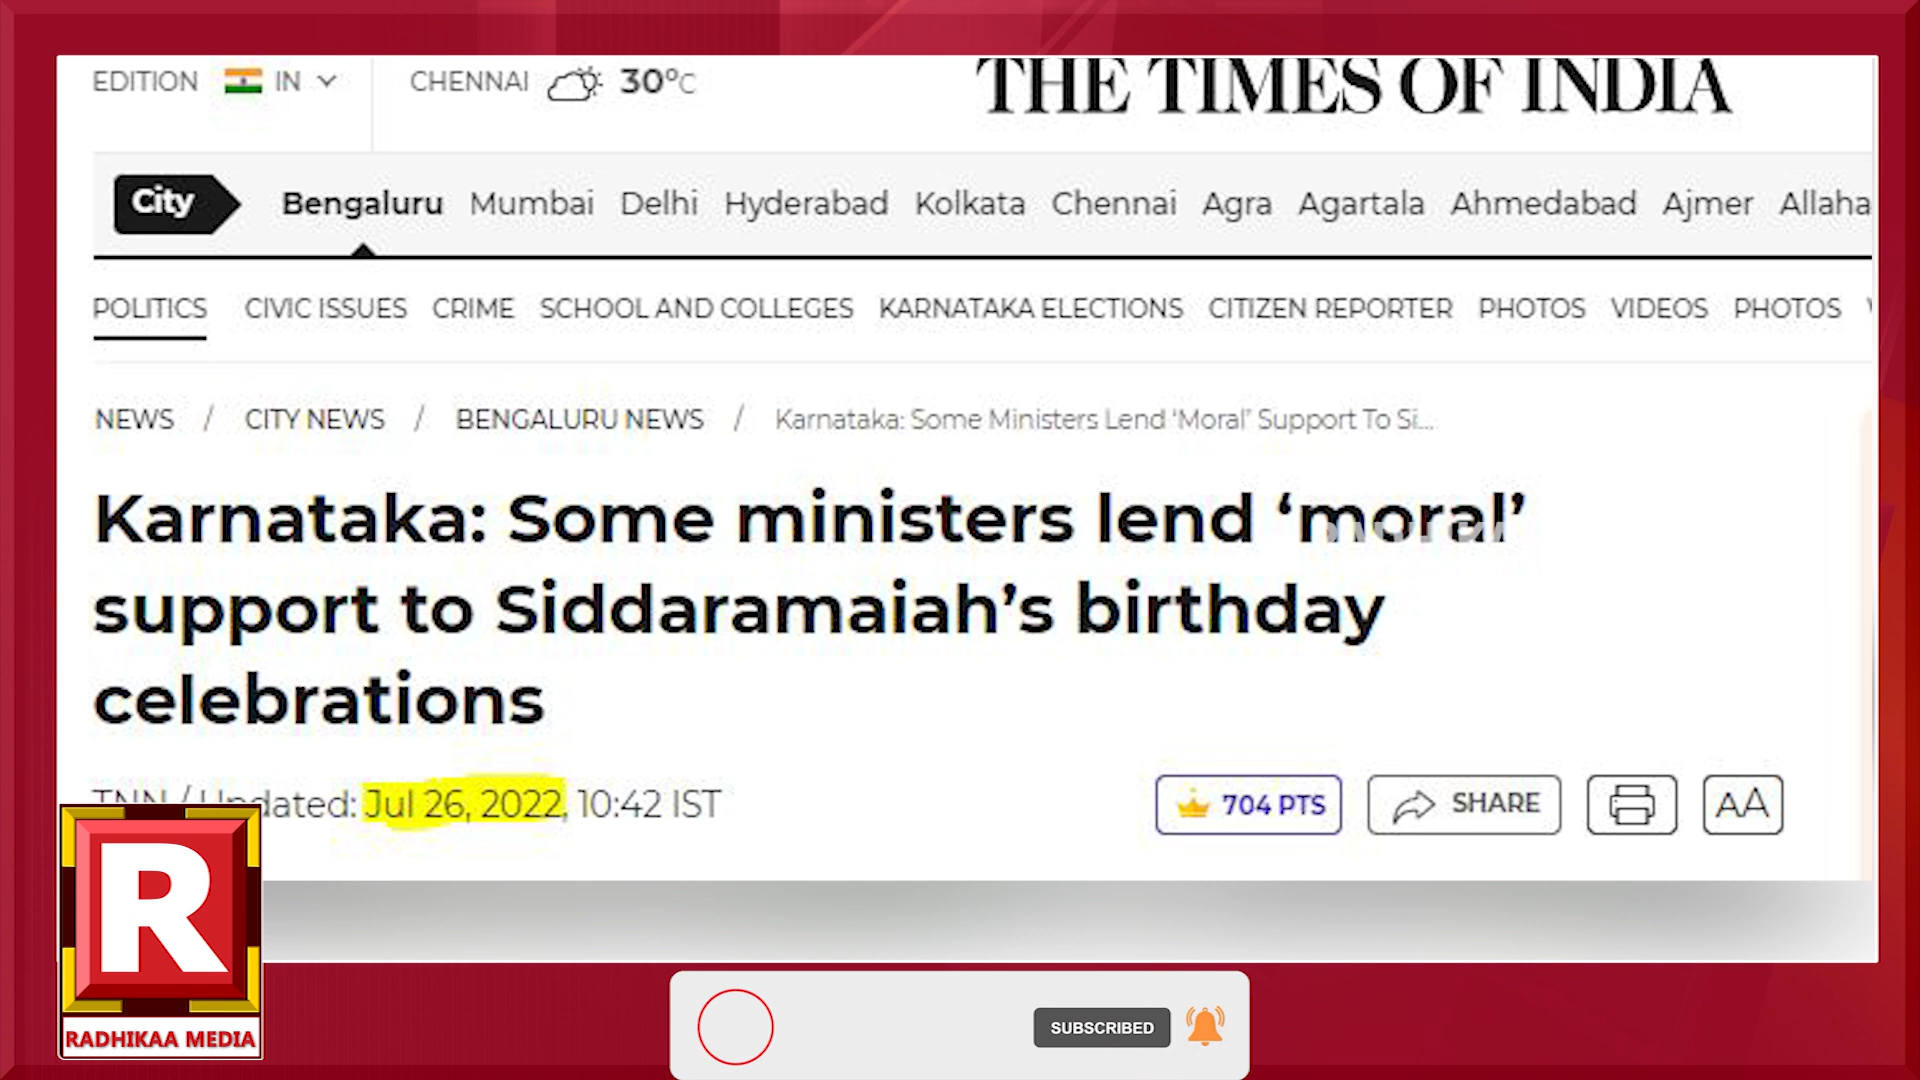 EDITION IN CHENNAI 30°C THE TIMES OF INDIA
City Bengaluru Mumbai Delhi Hyderabad Kolkata Chennai Agra Agartala Ahmedabad Ajmer Allaha
POLITICS CIVIC ISSUES CRIME SCHOOL AND COLLEGES KARNATAKA ELECTIONS CITIZEN REPORTER PHOTOS VIDEOS PHOTOS
NEWS / CITY NEWS / BENGALURU NEWS / Karnataka: Some Ministers Lend ‘Moral’ Support To Si...
Karnataka: Some ministers lend ‘moral’
support to Siddaramaiah’s birthday
celebrations
TNN / Updated: Jul 26, 2022, 10:42 IST 704 PTS SHARE AA
R
RADHIKAA MEDIA
SUBSCRIBED